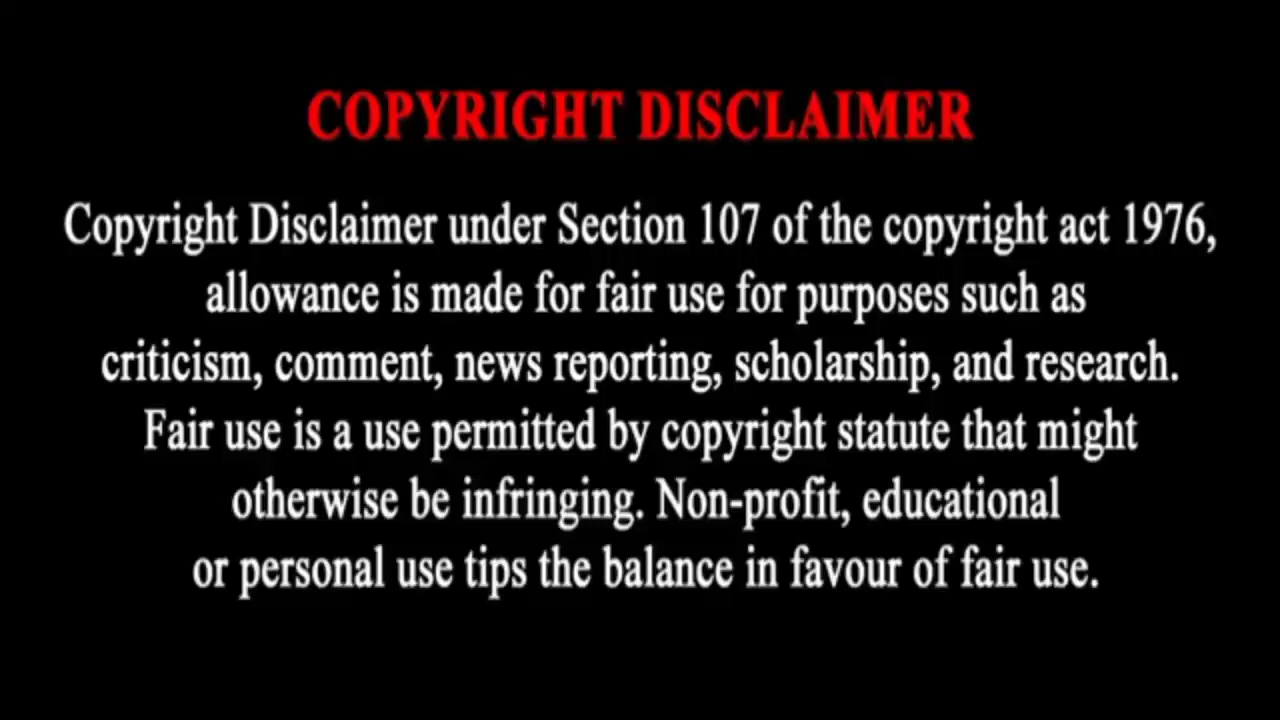 COPYRIGHT DISCLAIMER
Copyright Disclaimer under Section 107 of the copyright act 1976,
allowance is made for fair use for purposes such as
criticism, comment, news reporting, scholarship, and research.
Fair use is a use permitted by copyright statute that might
otherwise be infringing. Non-profit, educational
or personal use tips the balance in favour of fair use.